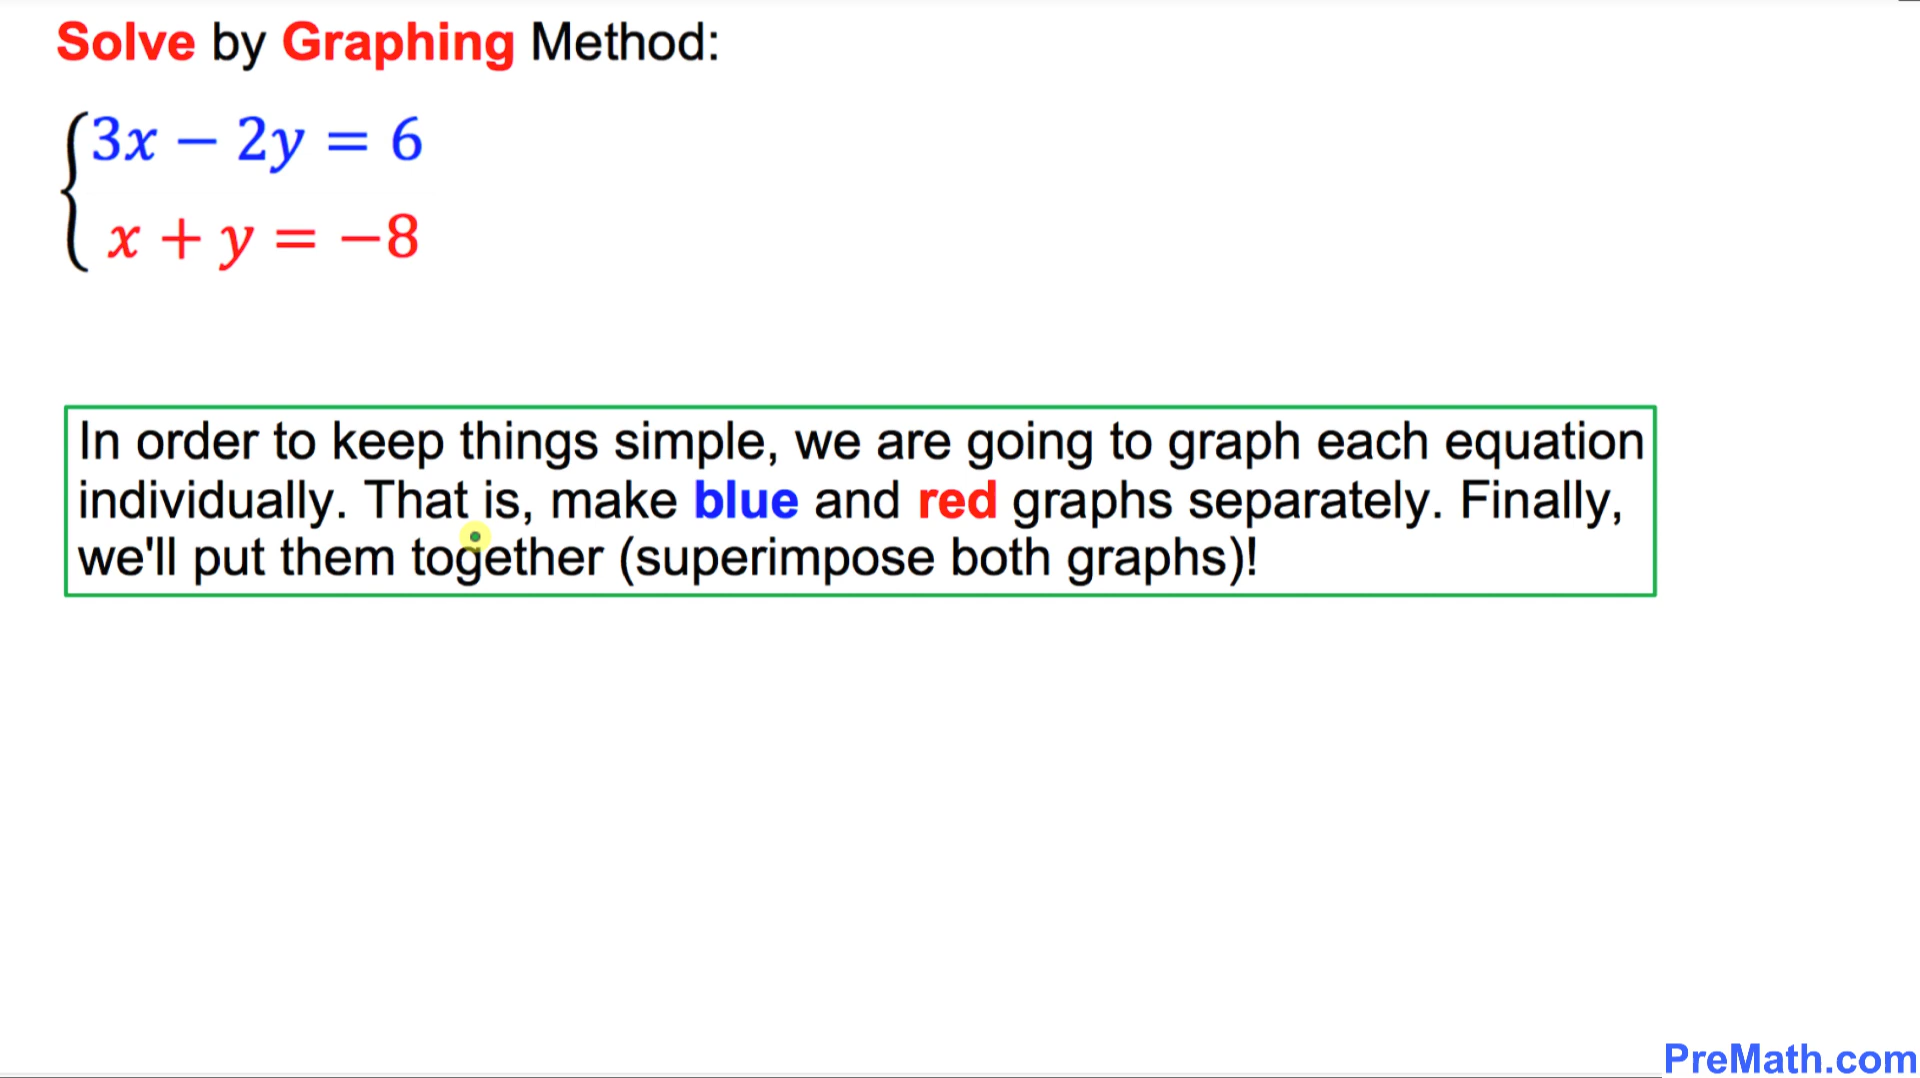 Solve by Graphing Method:
3x − 2y = 6
x + y = −8
In order to keep things simple, we are going to graph each equation
individually. That is, make blue and red graphs separately. Finally,
we'll put them together (superimpose both graphs)!
PreMath.com